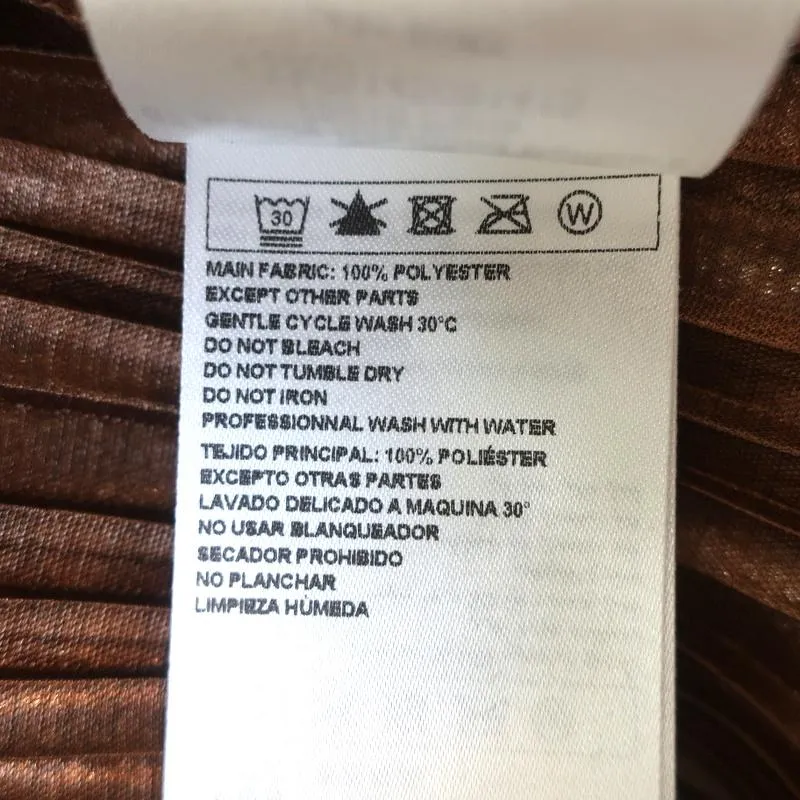 30 W
MAIN FABRIC: 100% POLYESTER
EXCEPT OTHER PARTS
GENTLE CYCLE WASH 30°C
DO NOT BLEACH
DO NOT TUMBLE DRY
DO NOT IRON
PROFESSIONNAL WASH WITH WATER
TEJIDO PRINCIPAL: 100% POLIÉSTER
EXCEPTO OTRAS PARTES
LAVADO DELICADO A MAQUINA 30°
NO USAR BLANQUEADOR
SECADOR PROHIBIDO
NO PLANCHAR
LIMPIEZA HÚMEDA